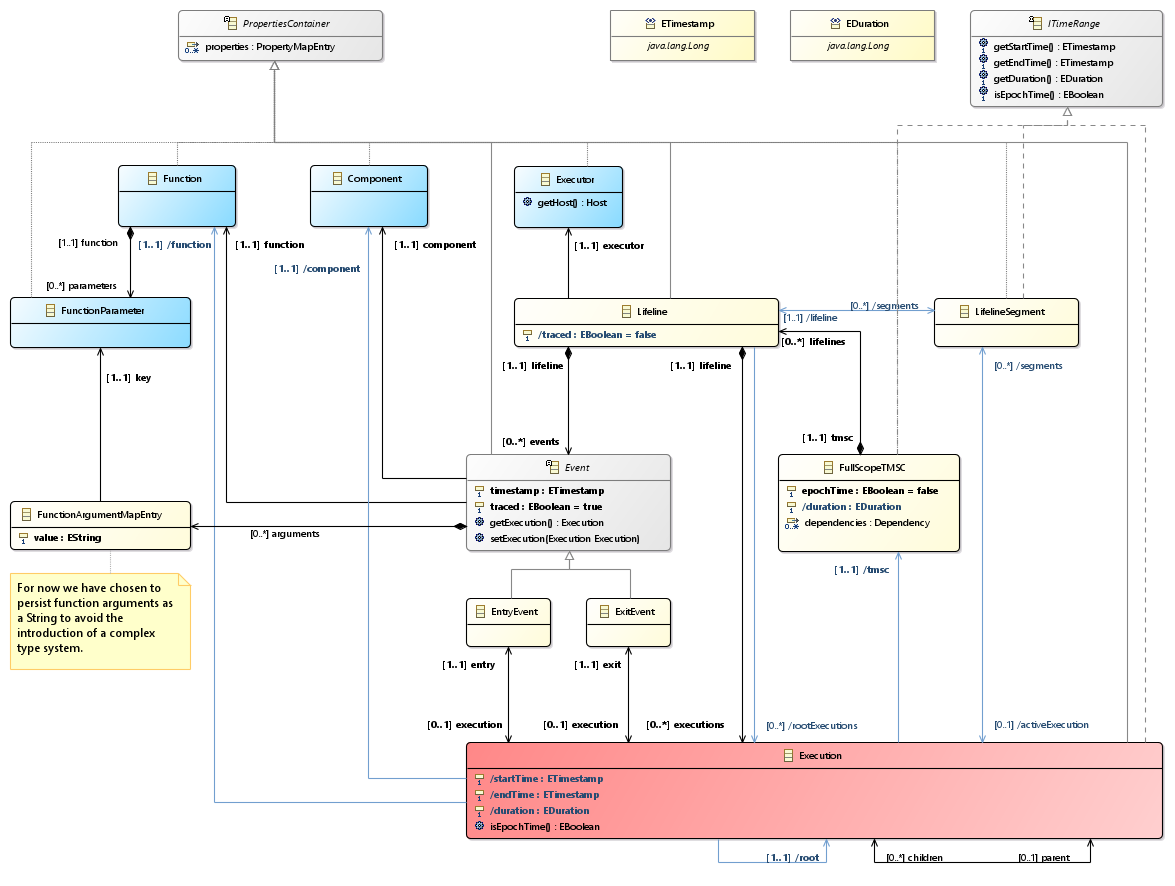 PropertiesContainer
properties : PropertyMapEntry
ETimestamp
java.lang.Long
EDuration
java.lang.Long
ITimeRange
getStartTime() : ETimestamp
getEndTime() : ETimestamp
getDuration() : EDuration
isEpochTime() : EBoolean
Function
Component
Executor
getHost() : Host
[1..1] function
[1..1] /function
[1..1] function
[1..1] component
[1..1] executor
[1..1] /component
[0..*] parameters
FunctionParameter
Lifeline
/traced : EBoolean = false
[0..*] /segments
[1..1] /lifeline
LifelineSegment
[0..*] lifelines
[1..1] key
[1..1] lifeline
[1..1] lifeline
[0..*] /segments
[0..*] events
[1..1] tmsc
Event
timestamp : ETimestamp
traced : EBoolean = true
getExecution() : Execution
setExecution(Execution Execution)
FullScopeTMSC
epochTime : EBoolean = false
/duration : EDuration
dependencies : Dependency
FunctionArgumentMapEntry
value : EString
[0..*] arguments
[1..1] /tmsc
For now we have chosen to
persist function arguments as
a String to avoid the
introduction of a complex
type system.
EntryEvent
ExitEvent
[1..1] entry
[1..1] exit
[0..1] execution
[0..1] execution
[0..*] executions
[0..*] /rootExecutions
[0..1] /activeExecution
Execution
/startTime : ETimestamp
/endTime : ETimestamp
/duration : EDuration
isEpochTime() : EBoolean
[1..1] /root
[0..*] children
[0..1] parent